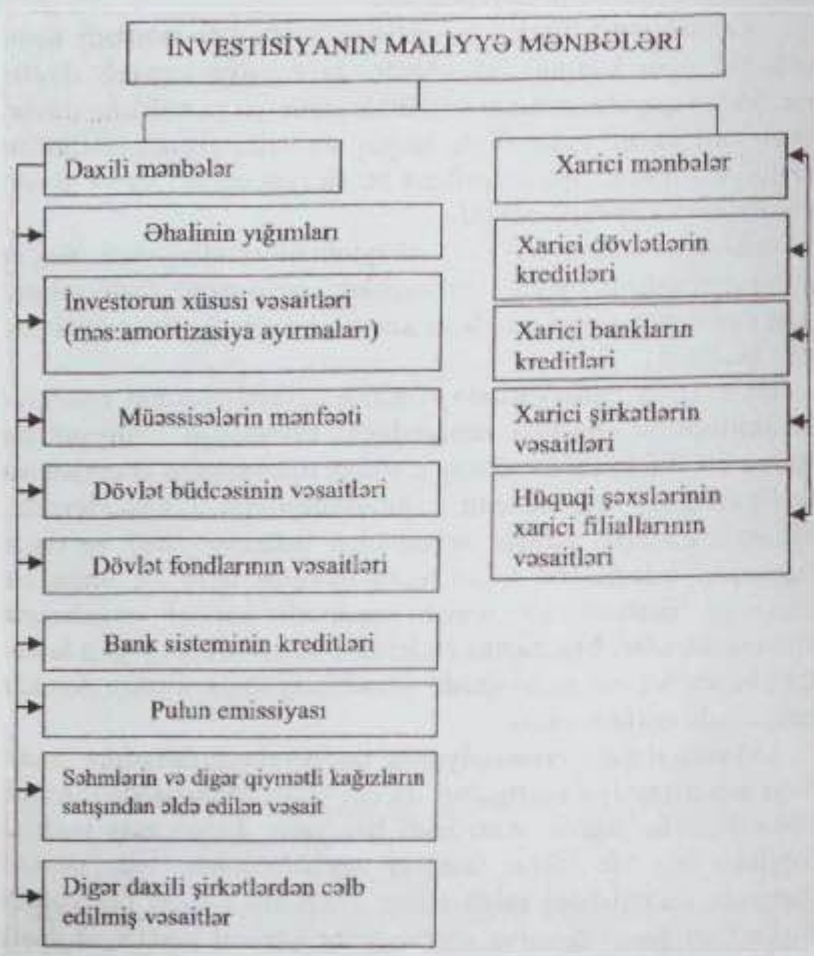 İNVESTİSİYANIN MALİYYƏ MƏNBƏLƏRİ
Daxili mənbələr
Əhalinin yığımları
İnvestorun xüsusi vəsaitləri
(məs:amortizasiya ayırmaları)
Müəssisələrin mənfəəti
Dövlət büdcəsinin vəsaitləri
Dövlət fondlarının vəsaitləri
Bank sisteminin kreditləri
Pulun emissiyası
Səhmlərin və digər qiymətli kağızların
satışından əldə edilən vəsait
Digər daxili şirkətlərdən cəlb
edilmiş vəsaitlər
Xarici mənbələr
Xarici dövlətlərin
kreditləri
Xarici bankların
kreditləri
Xarici şirkətlərin
vəsaitləri
Hüquqi şəxslərinin
xarici filiallarının
vəsaitləri